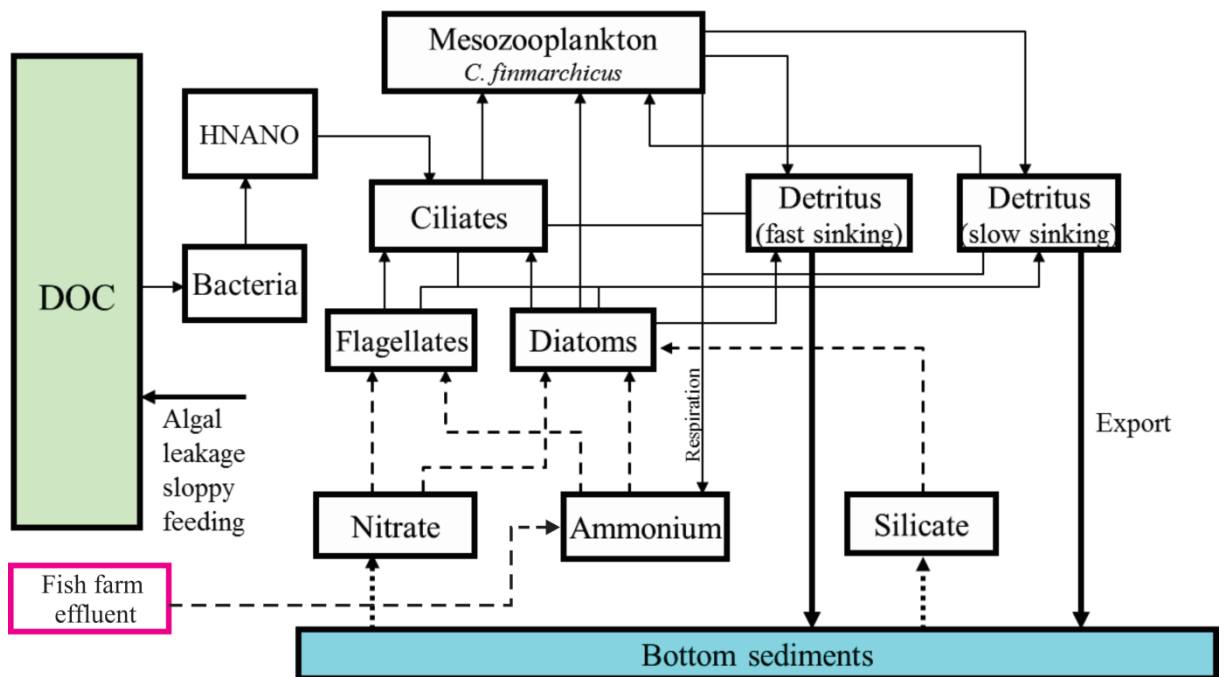 Mesozooplankton
C. finmarchicus
HNANO
Ciliates
Detritus
(fast sinking)
Detritus
(slow sinking)
DOC
Bacteria
Flagellates
Diatoms
Respiration
Algal
leakage
sloppy
feeding
Export
Nitrate
Ammonium
Silicate
Fish farm
effluent
Bottom sediments